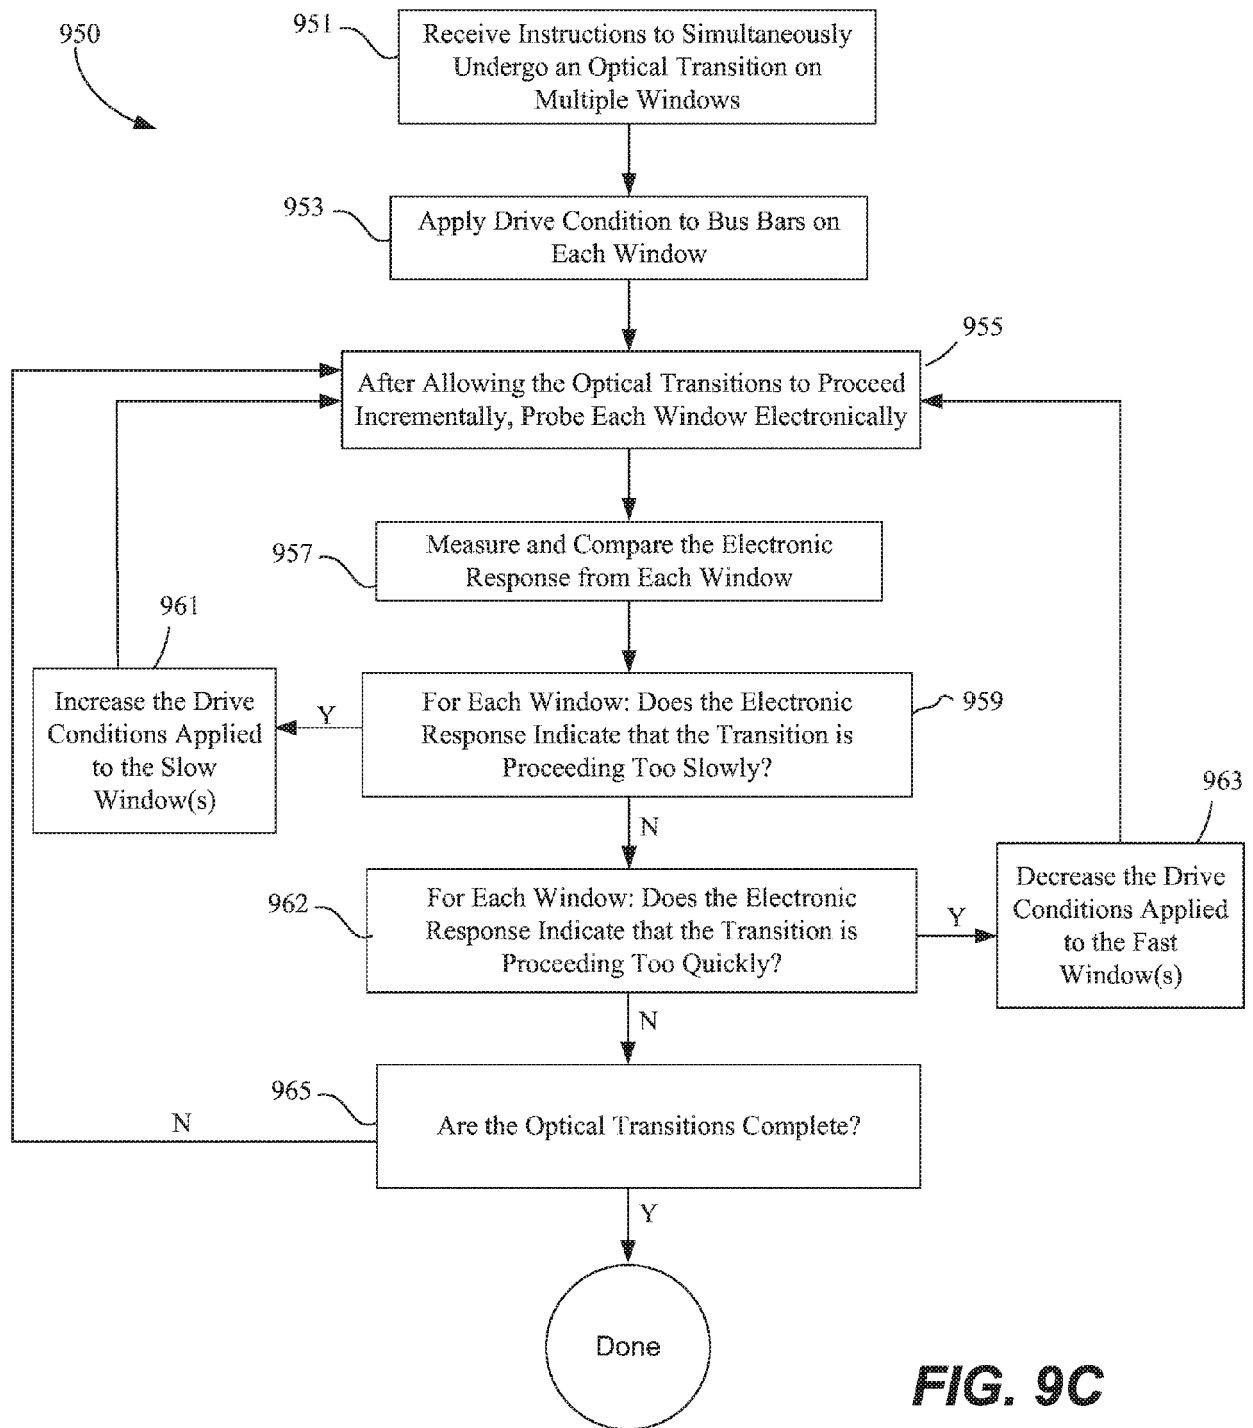 950
951
Receive Instructions to Simultaneously
Undergo an Optical Transition on
Multiple Windows
953
Apply Drive Condition to Bus Bars on
Each Window
955
After Allowing the Optical Transitions to Proceed
Incrementally, Probe Each Window Electronically
957
Measure and Compare the Electronic
Response from Each Window
961
Increase the Drive
Conditions Applied
to the Slow
Window(s)
Y
For Each Window: Does the Electronic
Response Indicate that the Transition is
Proceeding Too Slowly?
959
N
962
For Each Window: Does the Electronic
Response Indicate that the Transition is
Proceeding Too Quickly?
Y
963
Decrease the Drive
Conditions Applied
to the Fast
Window(s)
N
965
Are the Optical Transitions Complete?
N
Y
Done
FIG. 9C